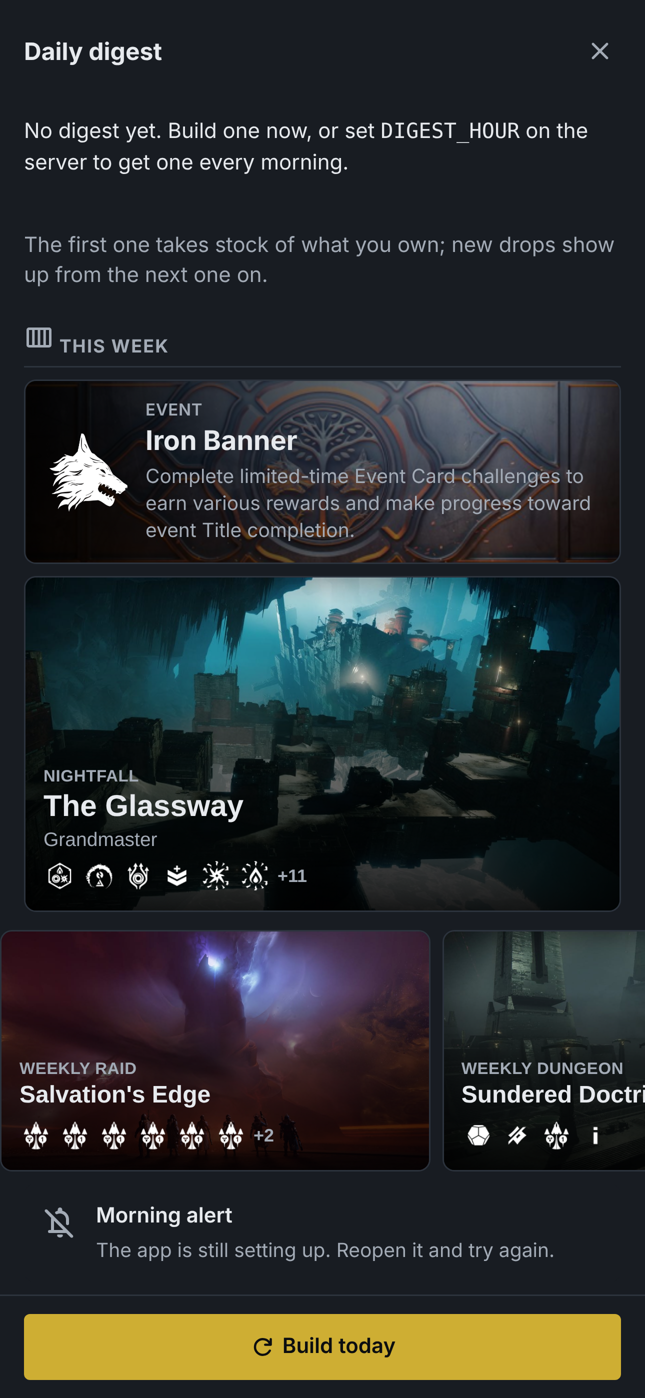 Daily digest
No digest yet. Build one now, or set DIGEST_HOUR on the
server to get one every morning.
The first one takes stock of what you own; new drops show
up from the next one on.
THIS WEEK
EVENT
Iron Banner
Complete limited-time Event Card challenges to
earn various rewards and make progress toward
event Title completion.
NIGHTFALL
The Glassway
Grandmaster
+11
WEEKLY RAID
Salvation's Edge
+2
WEEKLY DUNGEON
Sundered Doctri
Morning alert
The app is still setting up. Reopen it and try again.
Build today